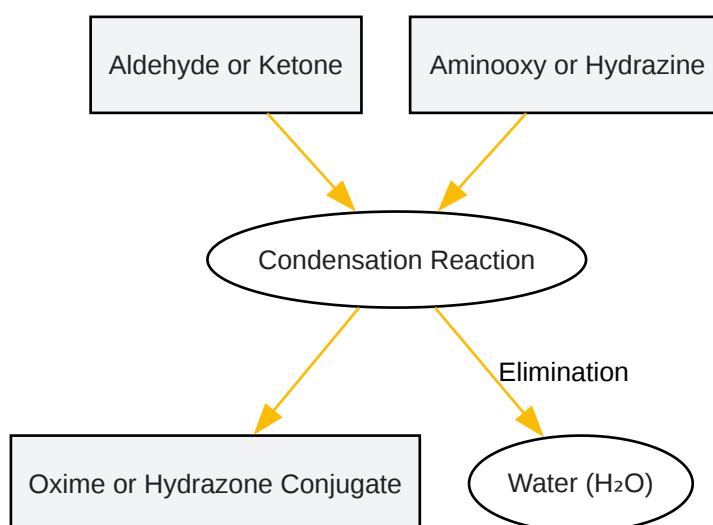 Aldehyde or Ketone
Aminooxy or Hydrazine
Condensation Reaction
Elimination
Oxime or Hydrazone Conjugate
Water (H₂O)